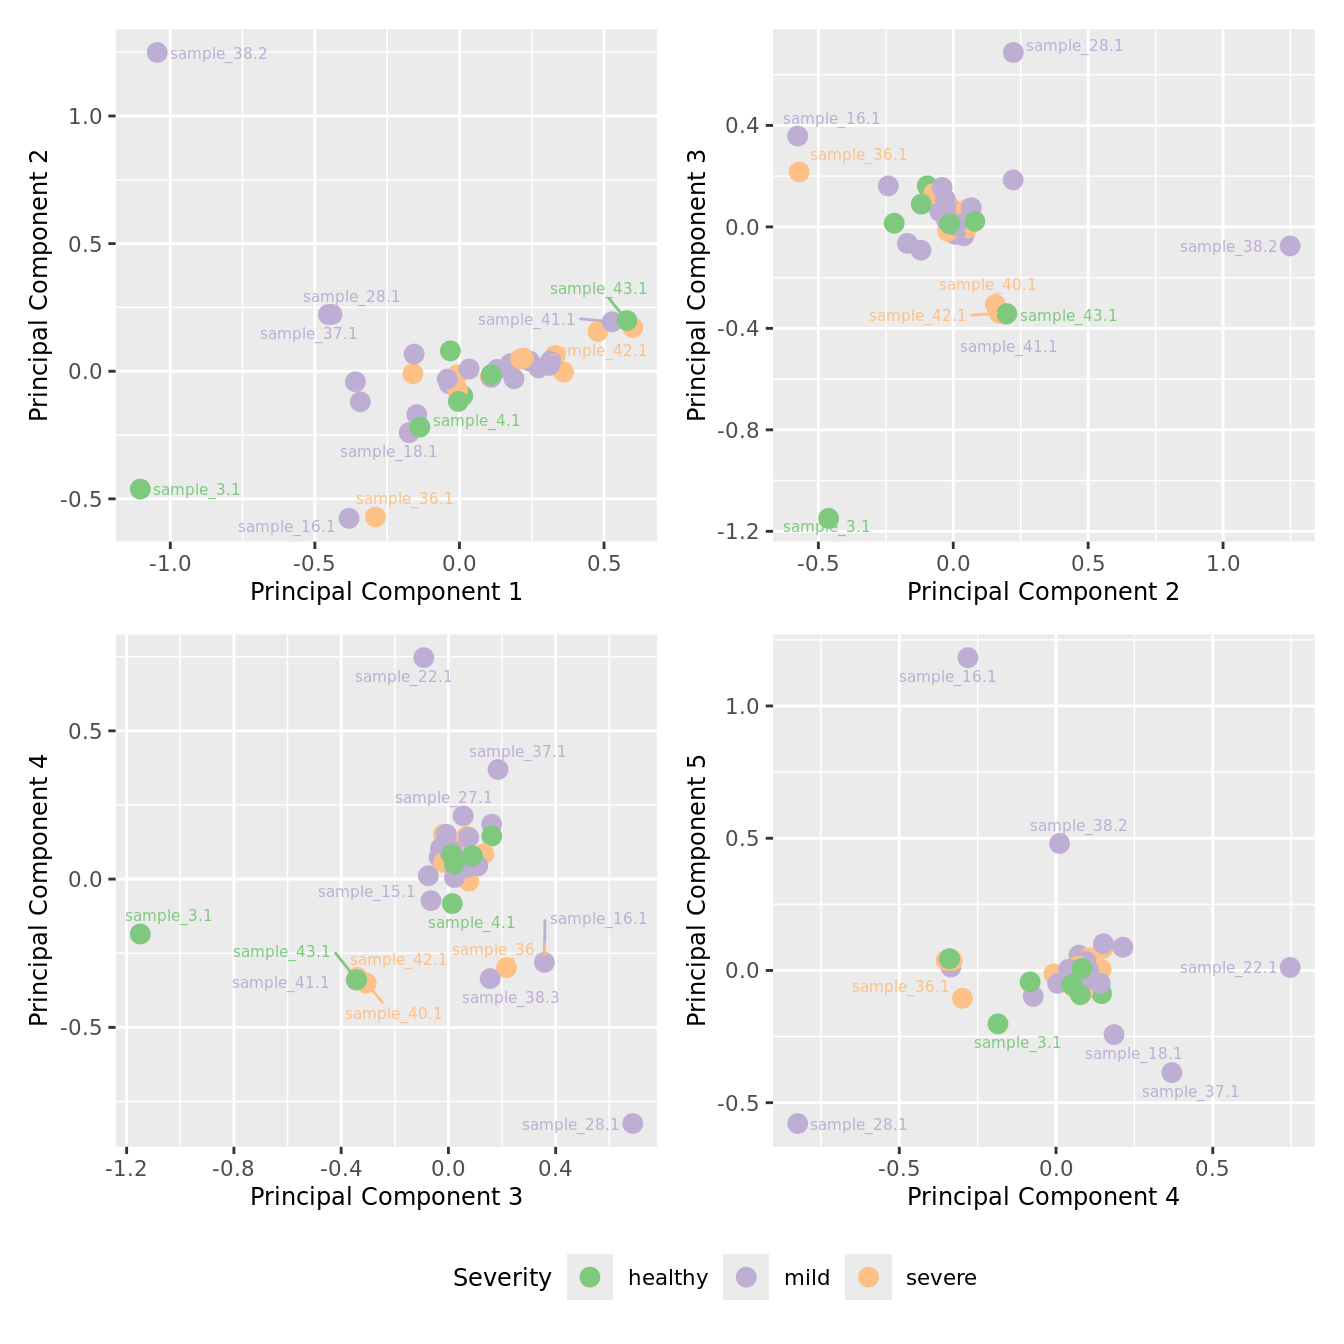 sample_38.2
1.0
0.5
0.0
-0.5
Principal Component 2
sample_28.1
sample_37.1
sample_43.1
sample_41.1
sample_42.1
sample_4.1
sample_18.1
sample_3.1
sample_36.1
sample_16.1
-1.0
-0.5
0.0
0.5
Principal Component 1
sample_28.1
sample_16.1
sample_36.1
0.4
0.0
-0.4
-0.8
-1.2
Principal Component 3
sample_38.2
sample_40.1
sample_42.1
sample_43.1
sample_41.1
sample_3.1
-0.5
0.0
0.5
1.0
Principal Component 2
sample_22.1
0.5
0.0
-0.5
Principal Component 4
sample_37.1
sample_27.1
sample_15.1
sample_3.1
sample_4.1
sample_16.1
sample_43.1
sample_42.1
sample_36.1
sample_41.1
sample_38.3
sample_40.1
sample_28.1
-1.2
-0.8
-0.4
0.0
0.4
Principal Component 3
sample_16.1
1.0
0.5
0.0
-0.5
Principal Component 5
sample_38.2
sample_22.1
sample_36.1
sample_3.1
sample_18.1
sample_37.1
sample_28.1
-0.5
0.0
0.5
Principal Component 4
Severity healthy mild severe